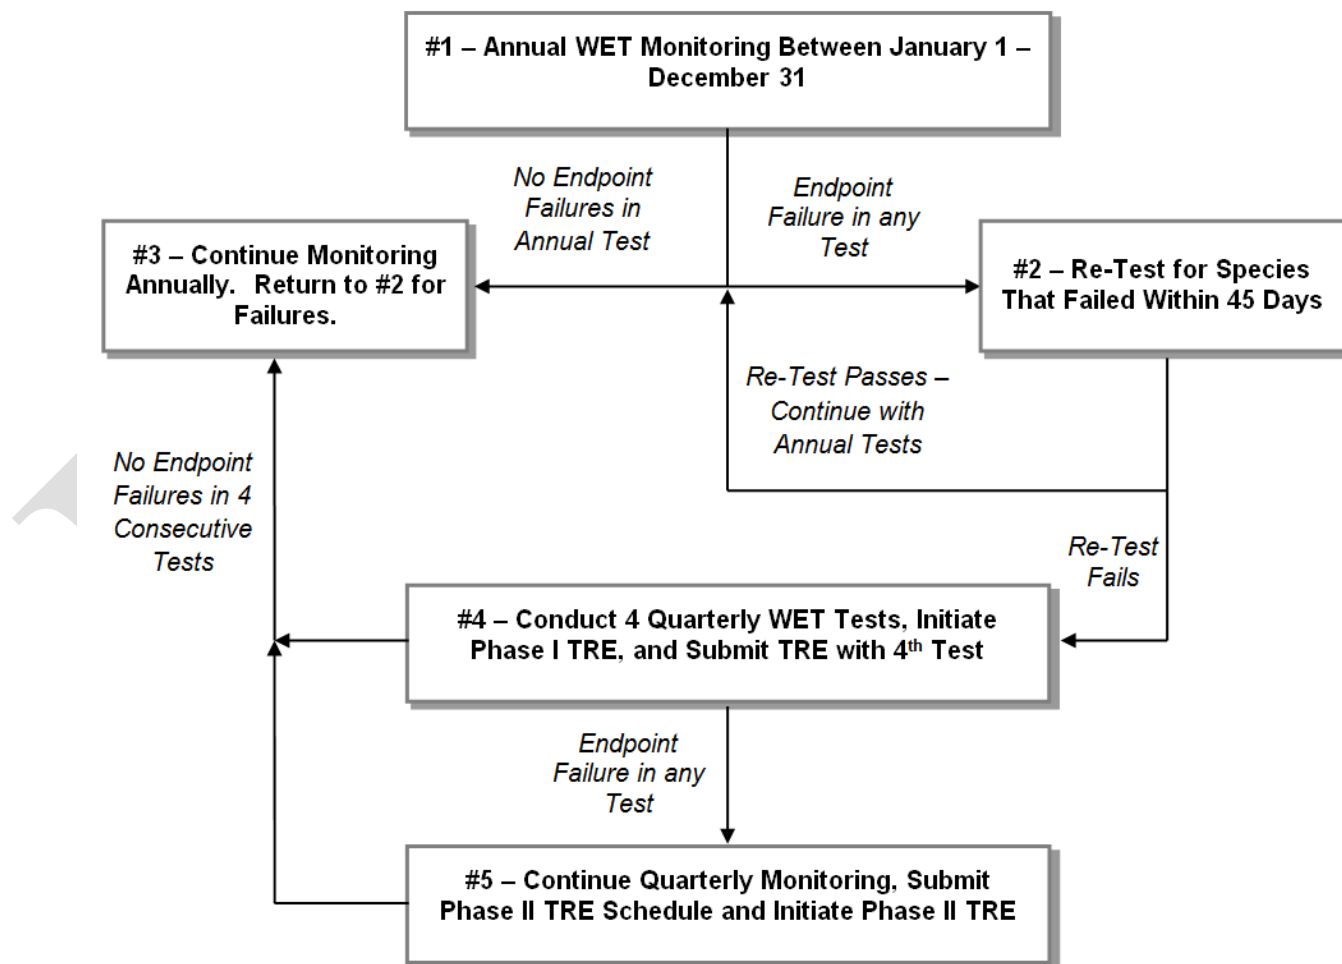 #1 – Annual WET Monitoring Between January 1 –
December 31
No Endpoint
Failures in
Annual Test
Endpoint
Failure in any
Test
#3 – Continue Monitoring
Annually.  Return to #2 for
Failures.
#2 – Re-Test for Species
That Failed Within 45 Days
Re-Test Passes –
Continue with
Annual Tests
No Endpoint
Failures in 4
Consecutive
Tests
Re-Test
Fails
#4 – Conduct 4 Quarterly WET Tests, Initiate
Phase I TRE, and Submit TRE with 4th Test
Endpoint
Failure in any
Test
#5 – Continue Quarterly Monitoring, Submit
Phase II TRE Schedule and Initiate Phase II TRE